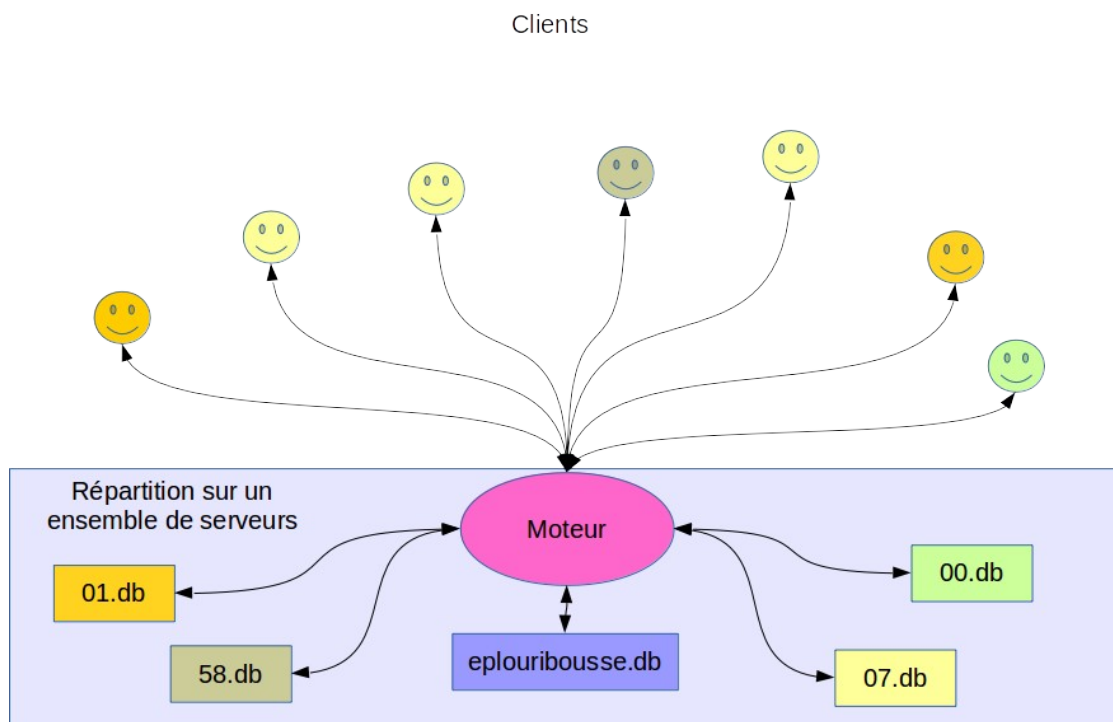 Clients
Répartition sur un
ensemble de serveurs
Moteur
01.db
00.db
58.db
eplouribousse.db
07.db